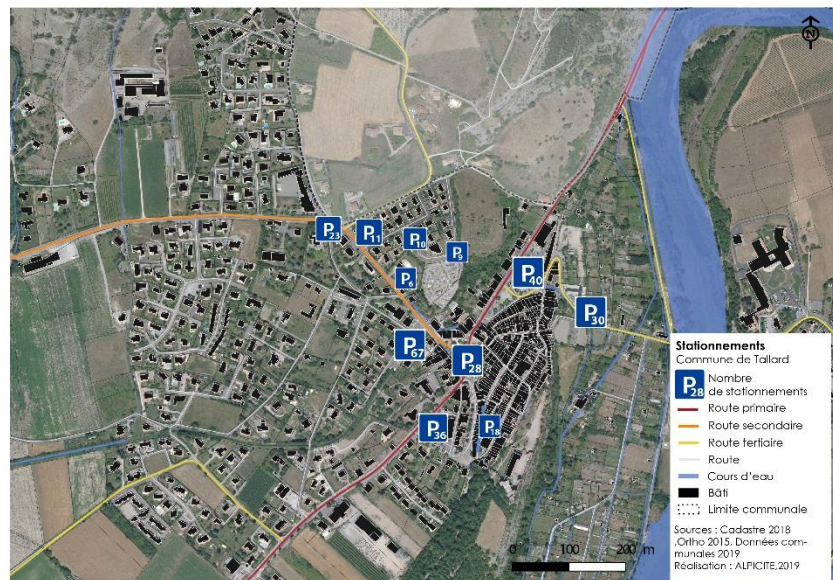 N
P23
P11
P10
P9
P6
P40
P30
P67
P28
P36
P18
Stationnements
Commune de Tallard
P28 Nombre
de stationnements
Route primaire
Route secondaire
Route tertiaire
Route
Cours d'eau
Bâti
Limite communale
Sources : Cadastre 2018
,Ortho 2015, Données com-
munales 2019
Réalisation : ALPICITE,2019
0 100 200 m